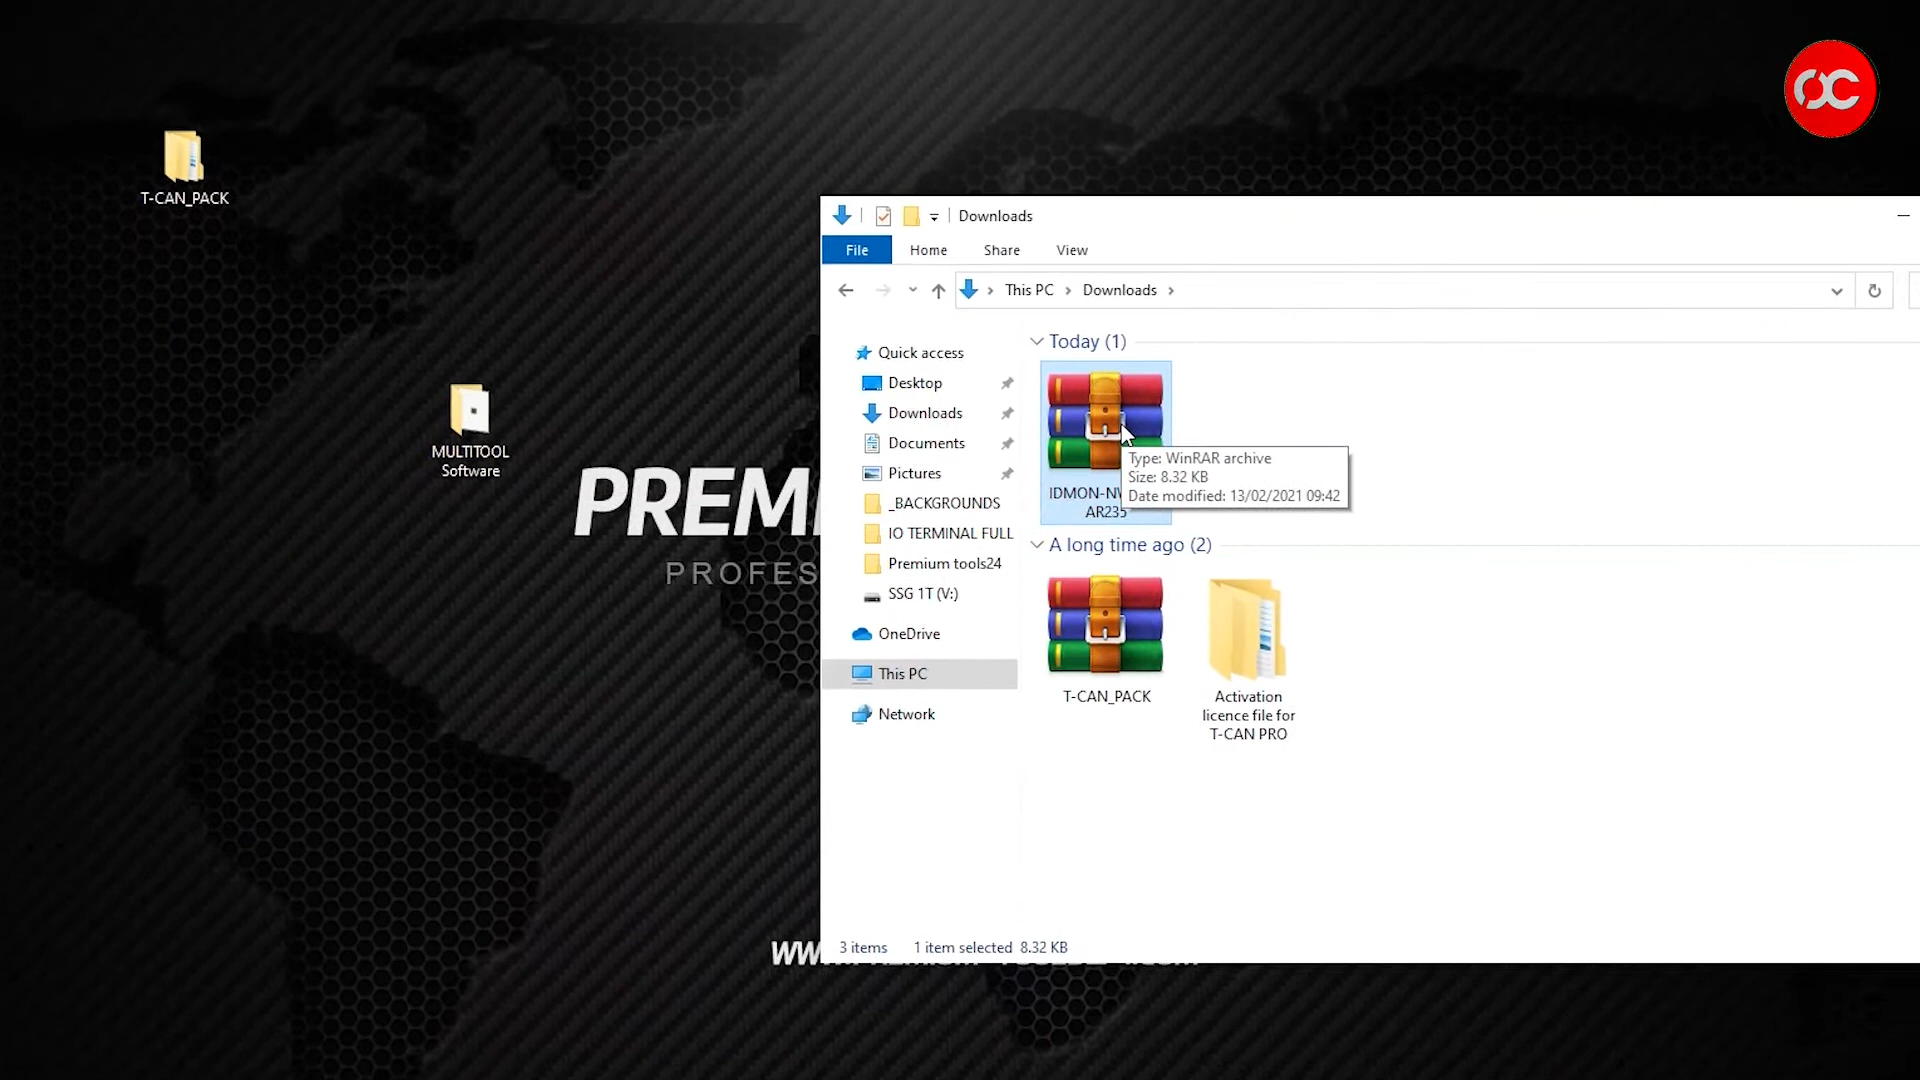 T-CAN_PACK
MULTITOOL
Software
PROFES
Downloads
File
Home
Share
View
This PC
Downloads
Quick access
Desktop
Downloads
Documents
Pictures
_BACKGROUNDS
IO TERMINAL FULL
Premium tools24
SSG 1T (V:)
OneDrive
This PC
Network
Today (1)
AR235
Type: WinRAR archive
Size: 8.32 KB
Date modified: 13/02/2021 09:42
A long time ago (2)
T-CAN_PACK
Activation
licence file for
T-CAN PRO
3 items
1 item selected 8.32 KB